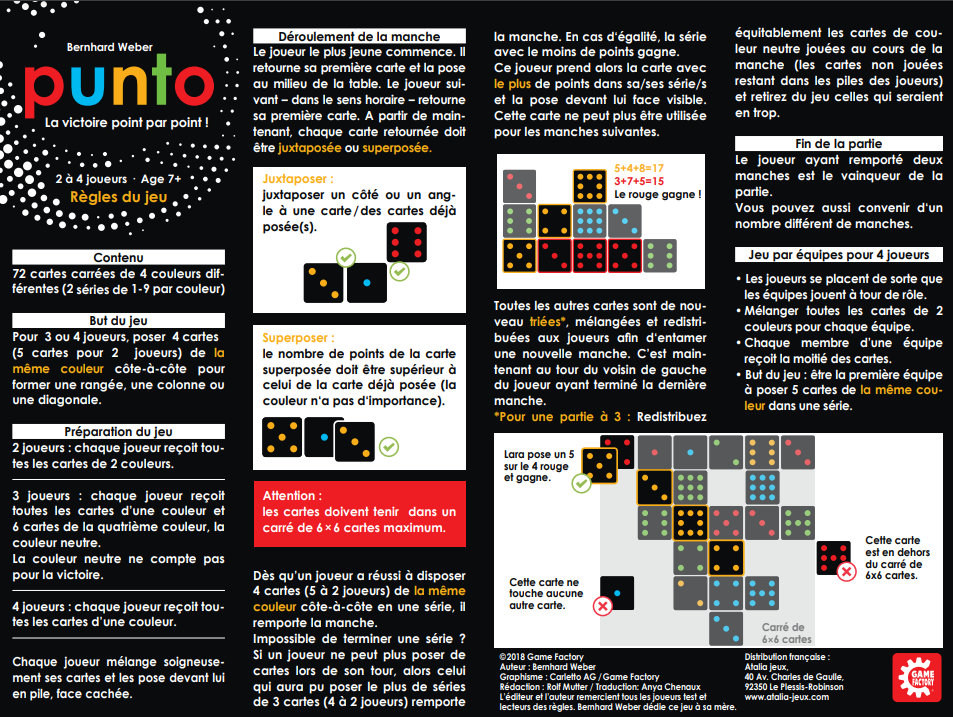 Bernhard Weber
punto
La victoire point par point !
2 à 4 joueurs · Age 7+
Règles du jeu
Contenu
72 cartes carrées de 4 couleurs dif-
férentes (2 séries de 1-9 par couleur)
But du jeu
Pour 3 ou 4 joueurs, poser 4 cartes
(5 cartes pour 2 joueurs) de la
même couleur côte-à-côte pour
former une rangée, une colonne ou
une diagonale.
Préparation du jeu
2 joueurs : chaque joueur reçoit tou-
tes les cartes de 2 couleurs.
3 joueurs : chaque joueur reçoit
toutes les cartes d'une couleur et
6 cartes de la quatrième couleur, la
couleur neutre.
La couleur neutre ne compte pas
pour la victoire.
4 joueurs : chaque joueur reçoit tou-
tes les cartes d'une couleur.
Chaque joueur mélange soigneuse-
ment ses cartes et les pose devant lui
en pile, face cachée.
Déroulement de la manche
Le joueur le plus jeune commence. Il
retourne sa première carte et la pose
au milieu de la table. Le joueur sui-
vant – dans le sens horaire – retourne
sa première carte. A partir de main-
tenant, chaque carte retournée doit
être juxtaposée ou superposée.
Juxtaposer :
juxtaposer un côté ou un ang-
le à une carte/des cartes déjà
posée(s).
Superposer :
le nombre de points de la carte
superposée doit être supérieur à
celui de la carte déjà posée (la
couleur n'a pas d'importance).
Attention :
les cartes doivent tenir dans un
carré de 6×6 cartes maximum.
Dès qu'un joueur a réussi à disposer
4 cartes (5 à 2 joueurs) de la même
couleur côte-à-côte en une série, il
remporte la manche.
Impossible de terminer une série ?
Si un joueur ne peut plus poser de
cartes lors de son tour, alors celui
qui aura pu poser le plus de séries
de 3 cartes (4 à 2 joueurs) remporte
la manche. En cas d'égalité, la série
avec le moins de points gagne.
Ce joueur prend alors la carte avec
le plus de points dans sa/ses série/s
et la pose devant lui face visible.
Cette carte ne peut plus être utilisée
pour les manches suivantes.
5+4+8=17
3+7+5=15
Le rouge gagne !
Toutes les autres cartes sont de nou-
veau triées*, mélangées et redistri-
buées aux joueurs afin d'entamer
une nouvelle manche. C'est main-
tenant au tour du voisin de gauche
du joueur ayant terminé la dernière
manche.
*Pour une partie à 3 : Redistribuez
équitablement les cartes de cou-
leur neutre jouées au cours de la
manche (les cartes non jouées
restant dans les piles des joueurs)
et retirez du jeu celles qui seraient
en trop.
Fin de la partie
Le joueur ayant remporté deux
manches est le vainqueur de la
partie.
Vous pouvez aussi convenir d'un
nombre différent de manches.
Jeu par équipes pour 4 joueurs
• Les joueurs se placent de sorte que
les équipes jouent à tour de rôle.
• Mélanger toutes les cartes de 2
couleurs pour chaque équipe.
• Chaque membre d'une équipe
reçoit la moitié des cartes.
• But du jeu : être la première équipe
à poser 5 cartes de la même cou-
leur dans une série.
Lara pose un 5
sur le 4 rouge
et gagne.
Cette carte ne
touche aucune
autre carte.
Cette carte
est en dehors
du carré de
6x6 cartes.
Carré de
6×6 cartes
©2018 Game Factory
Auteur : Bernhard Weber
Graphisme : Carletto AG / Game Factory
Rédaction : Rolf Mutter / Traduction: Anya Chenaux
L'éditeur et l'auteur remercient tous les joueurs test et
lecteurs des règles. Bernhard Weber dédie ce jeu à sa mère.
Distribution française :
Atalia jeux,
40 Av. Charles de Gaulle,
92350 Le Plessis-Robinson
www.atalia-jeux.com
GAME
FACTORY